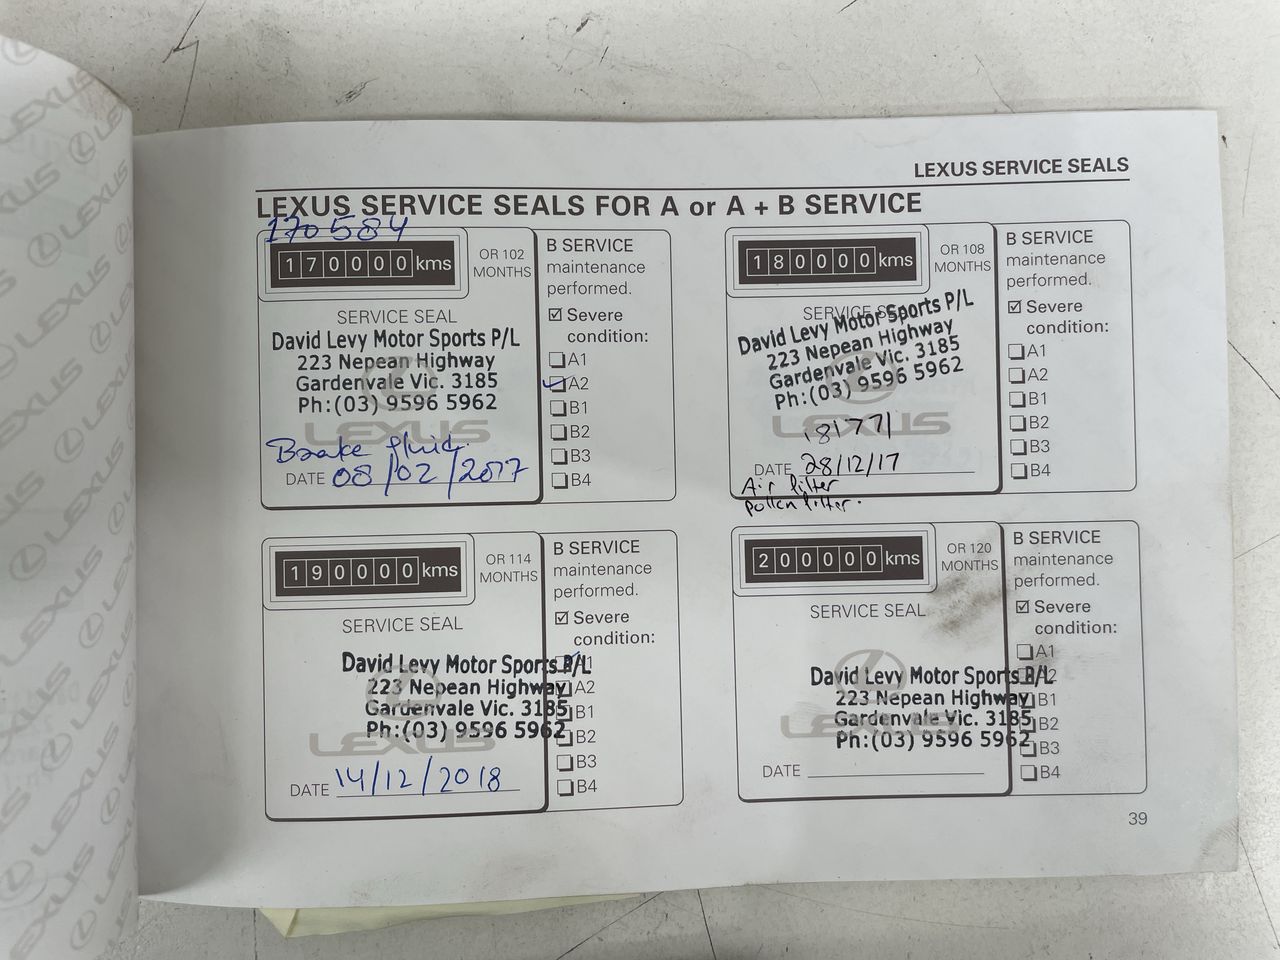 LEXUS SERVICE SEALS
LEXUS SERVICE SEALS FOR A or A + B SERVICE
170584
170000 kms
OR 102
MONTHS
SERVICE SEAL
David Levy Motor Sports P/L
223 Nepean Highway
Gardenvale Vic. 3185
Ph:(03) 9596 5962
LEXUS
Brake fluid.
DATE 08/02/2017
B SERVICE
maintenance
performed.
Severe
condition:
A1
A2
B1
B2
B3
B4
180000 kms
OR 108
MONTHS
SERVICE SEAL
David Levy Motor Sports P/L
223 Nepean Highway
Gardenvale Vic. 3185
Ph:(03) 9596 5962
LEXUS
181771
DATE 28/12/17
Air filter
Pollen filter.
B SERVICE
maintenance
performed.
Severe
condition:
A1
A2
B1
B2
B3
B4
190000 kms
OR 114
MONTHS
SERVICE SEAL
David Levy Motor Sports P/L
223 Nepean Highway
Gardenvale Vic. 3185
Ph:(03) 9596 5962
LEXUS
DATE 14/12/2018
B SERVICE
maintenance
performed.
Severe
condition:
A2
B1
B2
B3
B4
200000 kms
OR 120
MONTHS
SERVICE SEAL
David Levy Motor Sports P/L
223 Nepean Highway
Gardenvale Vic. 3185
Ph:(03) 9596 5962
LEXUS
DATE
B SERVICE
maintenance
performed.
Severe
condition:
A1
B1
B2
B3
B4
39